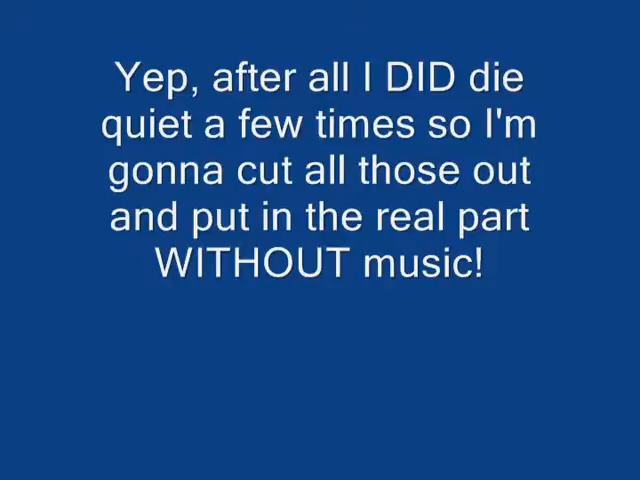 Yep, after all I DID die
quiet a few times so I'm
gonna cut all those out
and put in the real part
WITHOUT music!